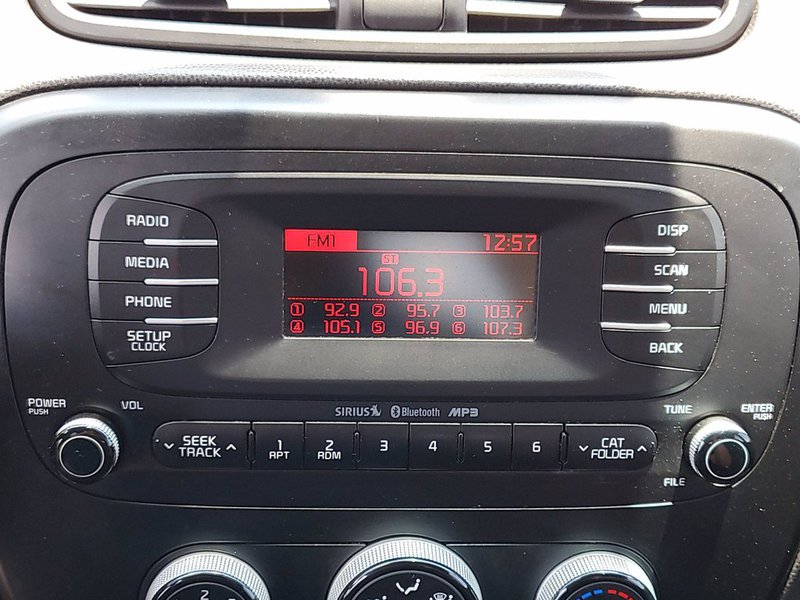 RADIO
MEDIA
PHONE
SETUP
CLOCK
FM1 12:57
ST
106.3
1 92.9 2 95.7 3 103.7
4 105.1 5 96.9 6 107.3
DISP
SCAN
MENU
BACK
POWER
PUSH
VOL
SIRIUS Bluetooth MP3
TUNE
ENTER
PUSH
SEEK
TRACK
1
RPT
2
RDM
3
4
5
6
CAT
FOLDER
FILE
2